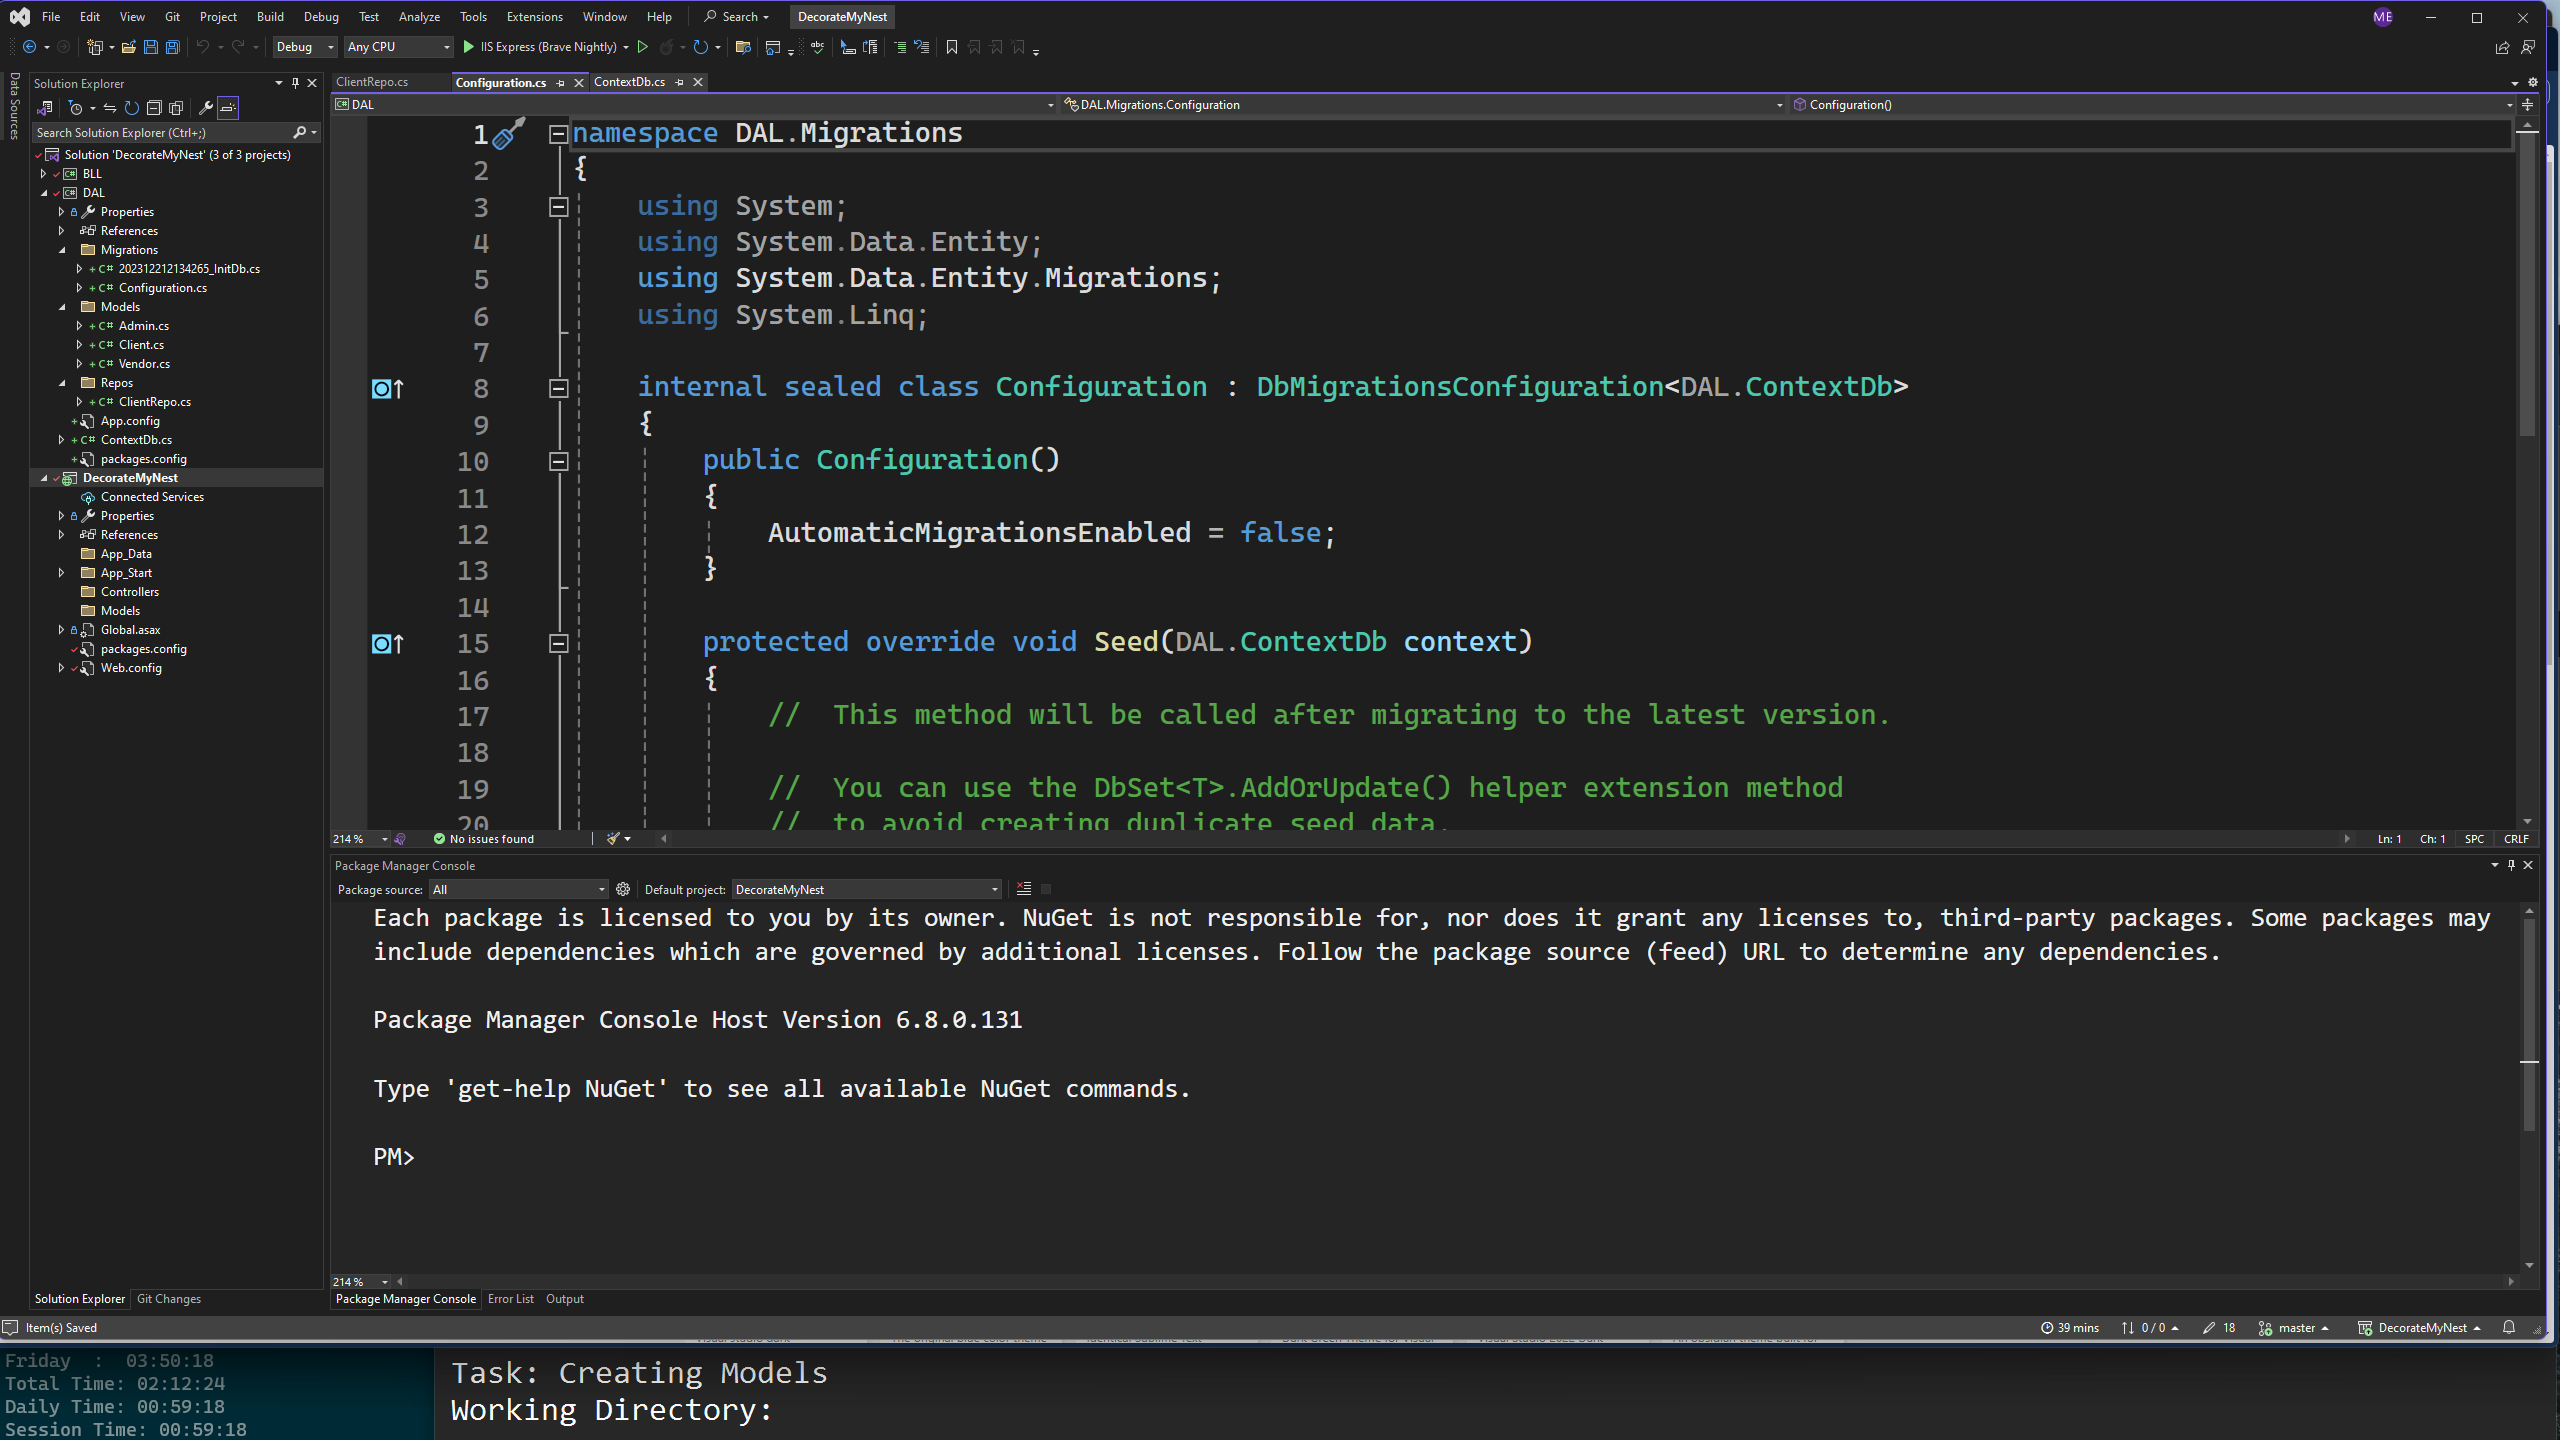 File Edit View Git Project Build Debug Test Analyze Tools Extensions Window Help Search DecorateMyNest ME
Debug Any CPU IIS Express (Brave Nightly)
Data Sources
Solution Explorer
Search Solution Explorer (Ctrl+;)
Solution 'DecorateMyNest' (3 of 3 projects)
BLL
DAL
Properties
References
Migrations
202312212134265_InitDb.cs
Configuration.cs
Models
Admin.cs
Client.cs
Vendor.cs
Repos
ClientRepo.cs
App.config
ContextDb.cs
packages.config
DecorateMyNest
Connected Services
Properties
References
App_Data
App_Start
Controllers
Models
Global.asax
packages.config
Web.config
Solution Explorer Git Changes
ClientRepo.cs Configuration.cs ContextDb.cs
DAL DAL.Migrations.Configuration Configuration()
1 namespace DAL.Migrations
2 {
3 using System;
4 using System.Data.Entity;
5 using System.Data.Entity.Migrations;
6 using System.Linq;
7
8 internal sealed class Configuration : DbMigrationsConfiguration<DAL.ContextDb>
9 {
10 public Configuration()
11 {
12 AutomaticMigrationsEnabled = false;
13 }
14
15 protected override void Seed(DAL.ContextDb context)
16 {
17 //  This method will be called after migrating to the latest version.
18
19 //  You can use the DbSet<T>.AddOrUpdate() helper extension method
20 //  to avoid creating duplicate seed data.
214 % No issues found Ln: 1 Ch: 1 SPC CRLF
Package Manager Console
Package source: All Default project: DecorateMyNest
Each package is licensed to you by its owner. NuGet is not responsible for, nor does it grant any licenses to, third-party packages. Some packages may
include dependencies which are governed by additional licenses. Follow the package source (feed) URL to determine any dependencies.
Package Manager Console Host Version 6.8.0.131
Type 'get-help NuGet' to see all available NuGet commands.
PM>
214 %
Package Manager Console Error List Output
Item(s) Saved 39 mins 0 / 0 18 master DecorateMyNest
Friday  :  03:50:18
Total Time: 02:12:24
Daily Time: 00:59:18
Session Time: 00:59:18
Task: Creating Models
Working Directory: